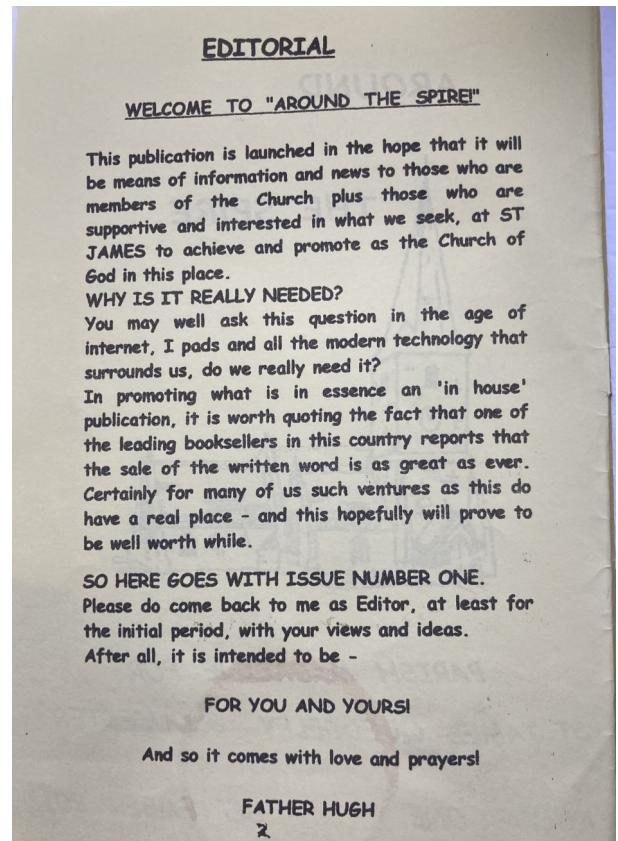 EDITORIAL
WELCOME TO "AROUND THE SPIRE!"
This publication is launched in the hope that it will
be means of information and news to those who are
members of the Church plus those who are
supportive and interested in what we seek, at ST
JAMES to achieve and promote as the Church of
God in this place.
WHY IS IT REALLY NEEDED?
You may well ask this question in the age of
internet, I pads and all the modern technology that
surrounds us, do we really need it?
In promoting what is in essence an 'in house'
publication, it is worth quoting the fact that one of
the leading booksellers in this country reports that
the sale of the written word is as great as ever.
Certainly for many of us such ventures as this do
have a real place - and this hopefully will prove to
be well worth while.
SO HERE GOES WITH ISSUE NUMBER ONE.
Please do come back to me as Editor, at least for
the initial period, with your views and ideas.
After all, it is intended to be -
FOR YOU AND YOURS!
And so it comes with love and prayers!
FATHER HUGH
2